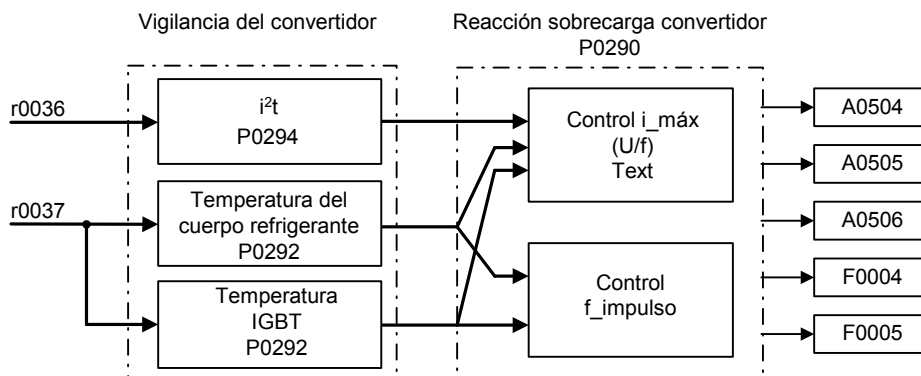 Vigilancia del convertidor
Reacción sobrecarga convertidor
P0290
r0036
i²t
P0294
Control i_máx
(U/f)
Text
A0504
A0505
r0037
Temperatura del
cuerpo refrigerante
P0292
A0506
Temperatura
IGBT
P0292
Control
f_impulso
F0004
F0005